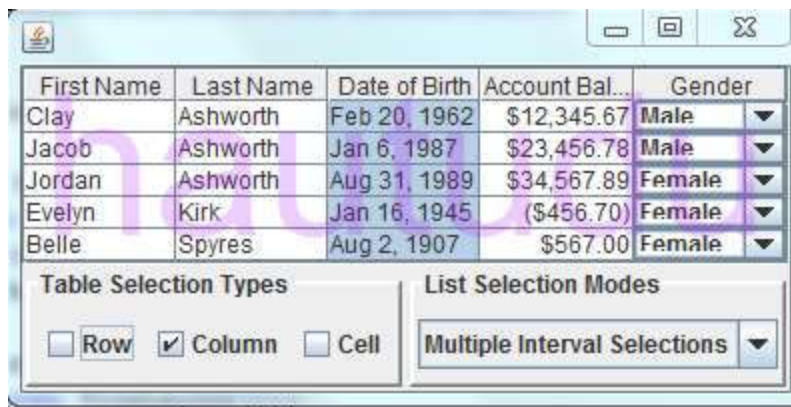 First Name Last Name Date of Birth Account Bal... Gender
Clay Ashworth Feb 20, 1962 $12,345.67 Male
Jacob Ashworth Jan 6, 1987 $23,456.78 Male
Jordan Ashworth Aug 31, 1989 $34,567.89 Female
Evelyn Kirk Jan 16, 1945 ($456.70) Female
Belle Spyres Aug 2, 1907 $567.00 Female
Table Selection Types List Selection Modes
Row Column Cell Multiple Interval Selections